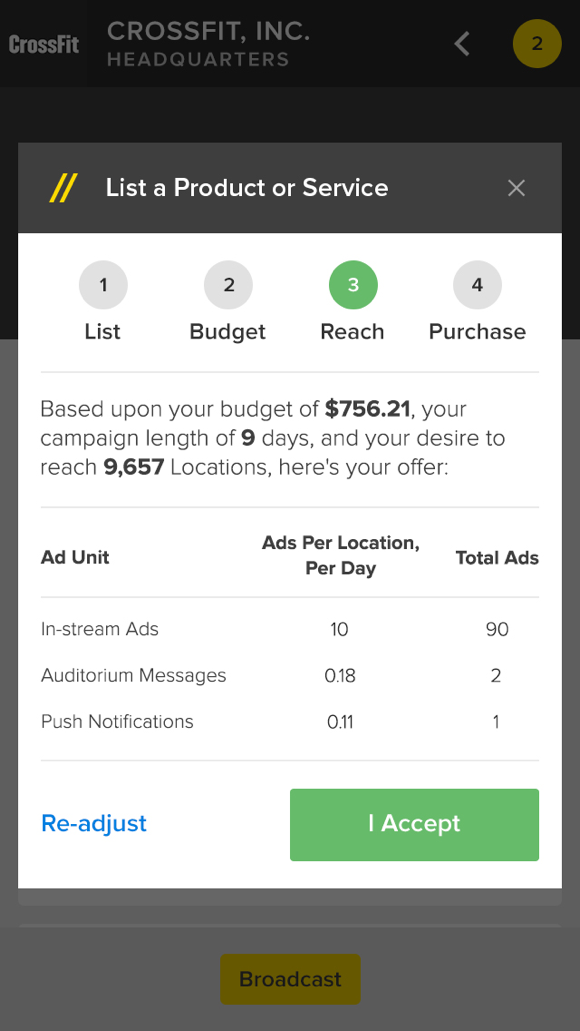 CrossFit
CROSSFIT, INC.
HEADQUARTERS
2
List a Product or Service
1 2 3 4
List Budget Reach Purchase
Based upon your budget of $756.21, your
campaign length of 9 days, and your desire to
reach 9,657 Locations, here's your offer:
Ad Unit Ads Per Location, Per Day Total Ads
In-stream Ads 10 90
Auditorium Messages 0.18 2
Push Notifications 0.11 1
Re-adjust I Accept
Broadcast